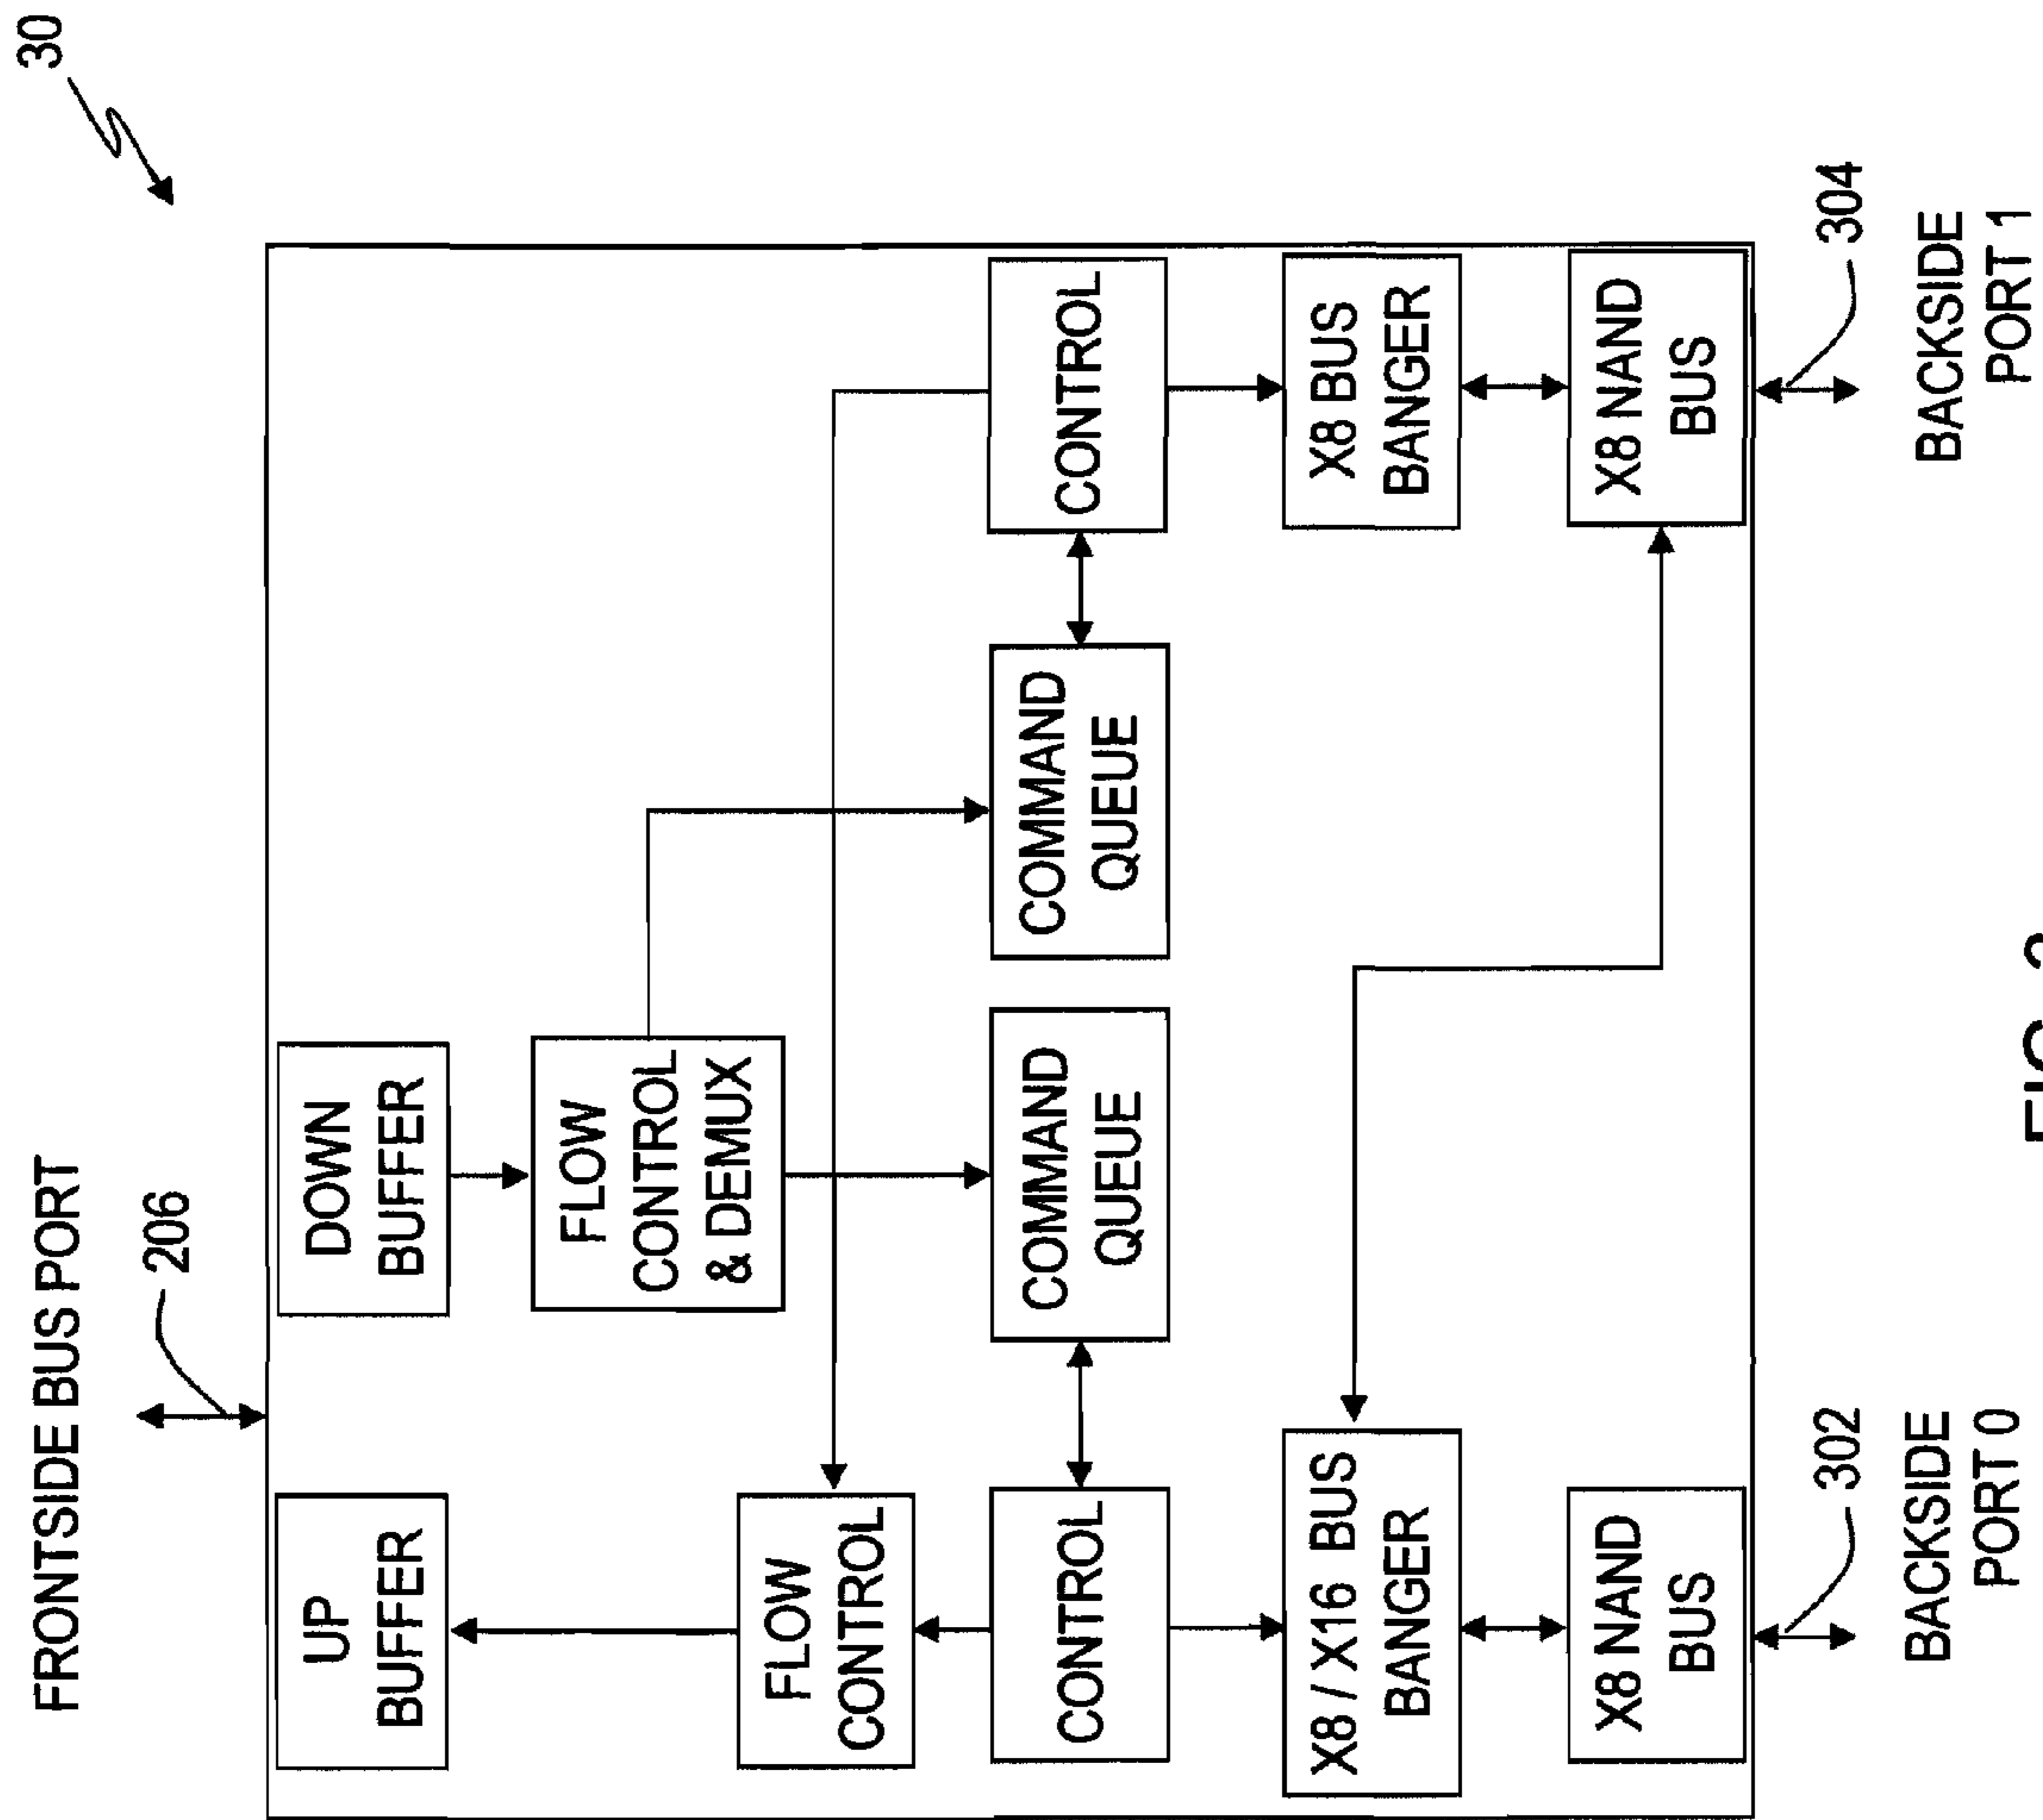 30
FRONTSIDE BUS PORT
206
UP
BUFFER
DOWN
BUFFER
FLOW
CONTROL
& DEMUX
FLOW
CONTROL
CONTROL
COMMAND
QUEUE
COMMAND
QUEUE
CONTROL
X8 / X16 BUS
BANGER
X8 BUS
BANGER
X8 NAND
BUS
X8 NAND
BUS
302
304
BACKSIDE
PORT 0
BACKSIDE
PORT 1
FIG.